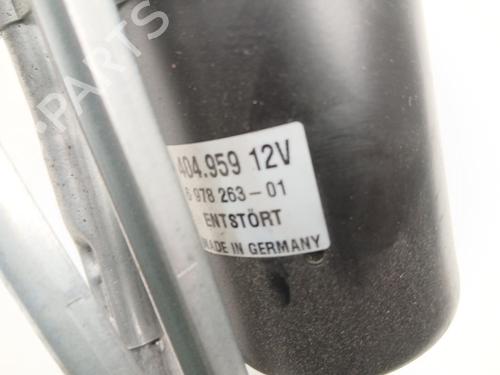 404.959 12V
6 978 263-01
ENTSTÖRT
MADE IN GERMANY
PARTS